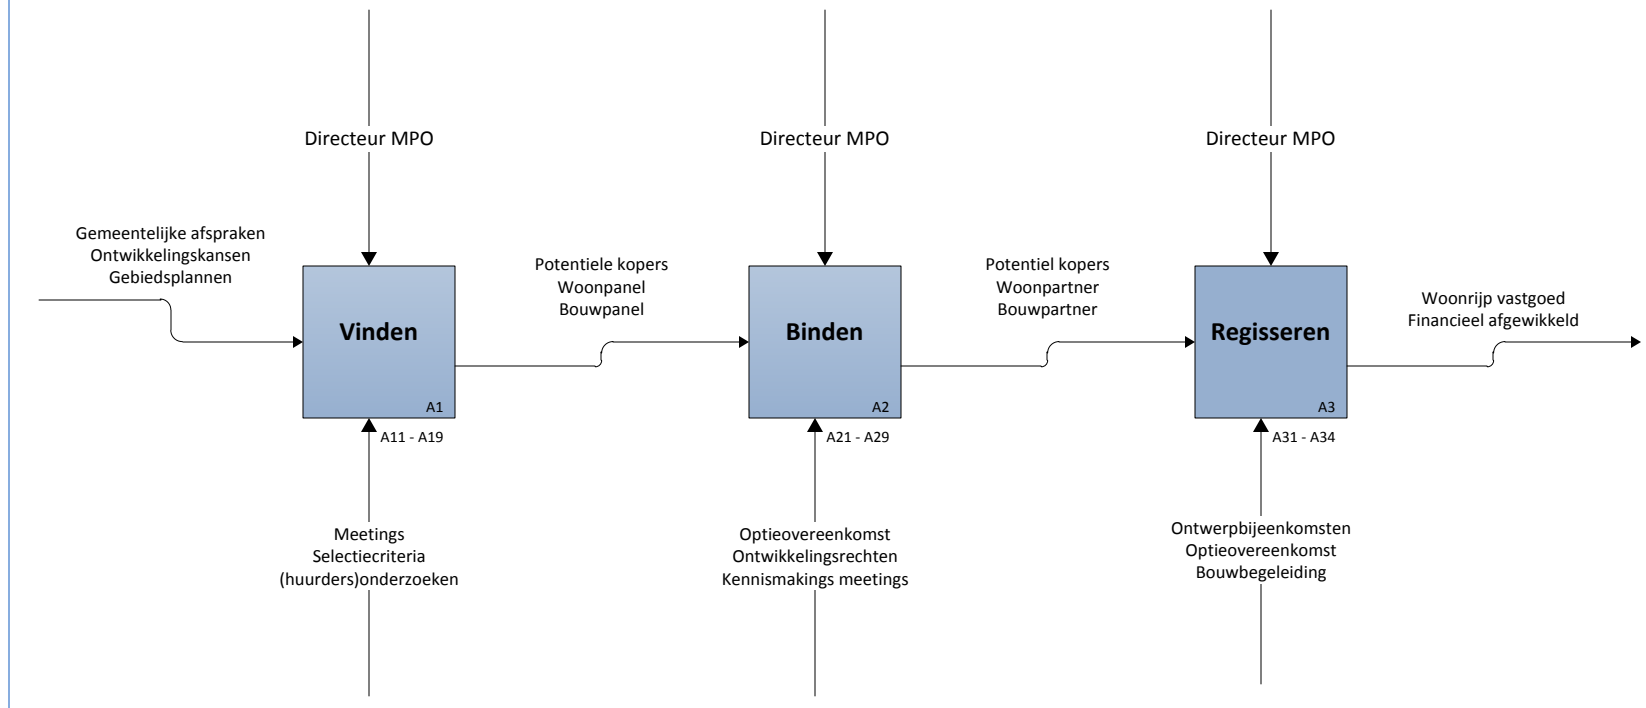 Directeur MPO
Directeur MPO
Directeur MPO
Gemeentelijke afspraken
Ontwikkelingskansen
Gebiedsplannen
Vinden
A1
A11 - A19
Meetings
Selectiecriteria
(huurders)onderzoeken
Potentiele kopers
Woonpanel
Bouwpanel
Binden
A2
A21 - A29
Optieovereenkomst
Ontwikkelingsrechten
Kennismakings meetings
Potentiel kopers
Woonpartner
Bouwpartner
Regisseren
A3
A31 - A34
Ontwerpbijeenkomsten
Optieovereenkomst
Bouwbegeleiding
Woonrijp vastgoed
Financieel afgewikkeld